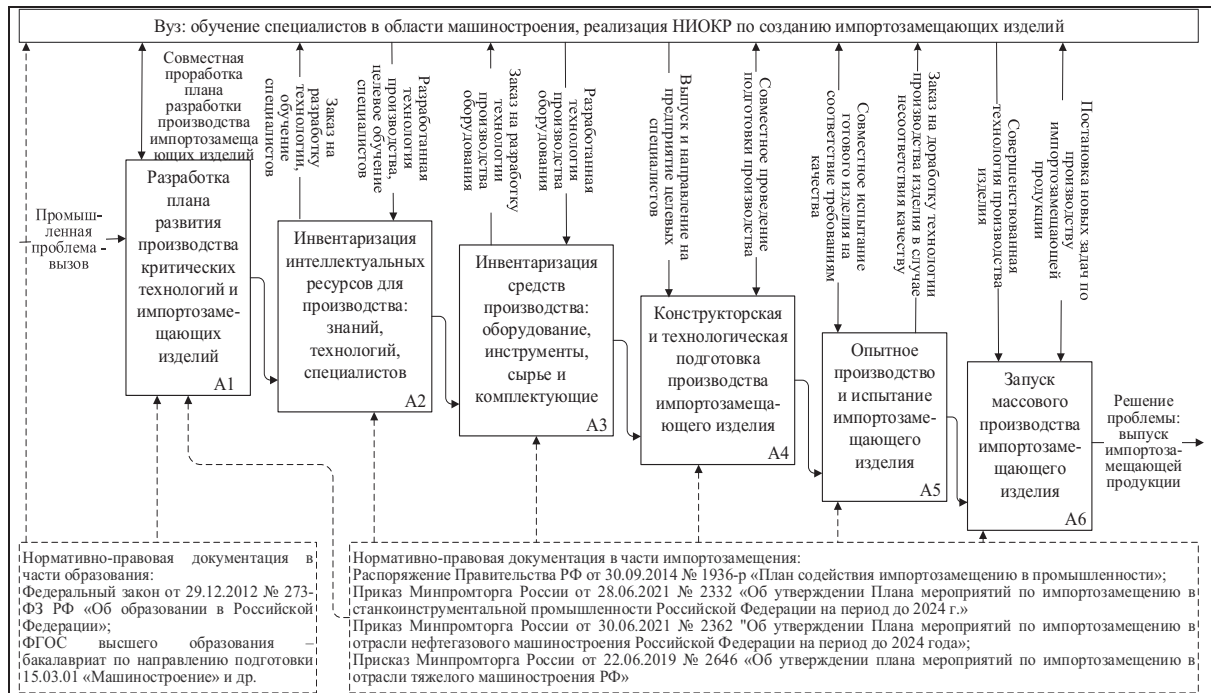 Вуз: обучение специалистов в области машиностроения, реализация НИОКР по созданию импортозамещающих изделий
Совместная
проработка
плана
разработки
производства
импортозамеща
ющих изделий
Заказ на
разработку
технологии,
обучение
специалистов
Разработанная
технология
производства,
целевое обучение
специалистов
Заказ на разработку
технологии
производства
оборудования
Разработанная
технология
производства
оборудования
Выпуск и направление на
предприятие целевых
специалистов
Совместное проведение
подготовки производства
Совместное испытание
готового изделия на
соответствие требованиям
качества
Заказ на доработку технологии
производства изделия в случае
несоответствия качеству
Совершенствованная
технология производства
изделия
Постановка новых задач по
производству
импортозамещающей
продукции
Промыш-
ленная
проблема -
вызов
Разработка
плана
развития
производства
критических
технологий и
импортозаме-
щающих
изделий
А1
Инвентаризация
интеллектуальных
ресурсов для
производства:
знаний,
технологий,
специалистов
А2
Инвентаризация
средств
производства:
оборудование,
инструменты,
сырье и
комплектующие
А3
Конструкторская
и технологическая
подготовка
производства
импортозамеща-
ющего изделия
А4
Опытное
производство
и испытание
импортозаме-
щающего
изделия
А5
Запуск
массового
производства
импортозаме-
щающего
изделия
А6
Решение
проблемы:
выпуск
импортоза-
мещающей
продукции
Нормативно-правовая документация в
части образования:
Федеральный закон от 29.12.2012 № 273-
ФЗ РФ «Об образовании в Российской
Федерации»;
ФГОС высшего образования –
бакалавриат по направлению подготовки
15.03.01 «Машиностроение» и др.
Нормативно-правовая документация в части импортозамещения:
Распоряжение Правительства РФ от 30.09.2014 № 1936-р «План содействия импортозамещению в промышленности»;
Приказ Минпромторга России от 28.06.2021 № 2332 «Об утверждении Плана мероприятий по импортозамещению в
станкоинструментальной промышленности Российской Федерации на период до 2024 г.»
Приказ Минпромторга России от 30.06.2021 № 2362 "Об утверждении Плана мероприятий по импортозамещению в
отрасли нефтегазового машиностроения Российской Федерации на период до 2024 года»;
Присказ Минпромторга России от 22.06.2019 № 2646 «Об утверждении плана мероприятий по импортозамещению в
отрасли тяжелого машиностроения РФ»